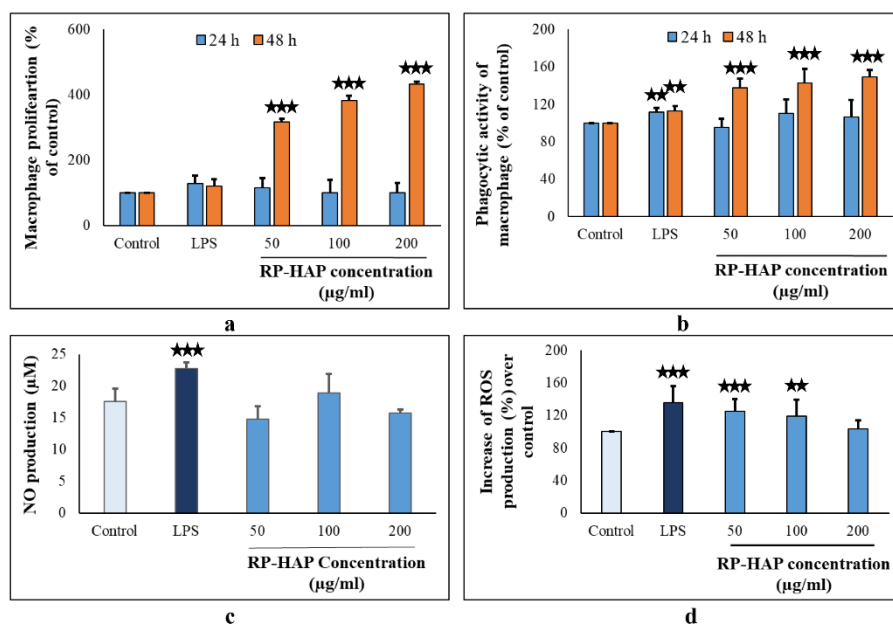 600
400
200
0
Macrophage prolifeartion (%
of control)
24 h 48 h
★★★
★★★
★★★
Control LPS 50 100 200
RP-HAP concentration
(µg/ml)
a
200
160
120
80
40
0
Phagocytic activity of
macrophage (% of control)
24 h 48 h
★★
★★
★★★
★★★
★★★
Control LPS 50 100 200
RP-HAP concentration
(µg/ml)
b
25
20
15
10
5
0
NO production (µM)
★★★
Control LPS 50 100 200
RP-HAP Concentration
(µg/ml)
c
200
160
120
80
40
0
Increase of ROS
production (%) over
control
★★★
★★★
★★
Control LPS 50 100 200
RP-HAP concentration
(µg/ml)
d